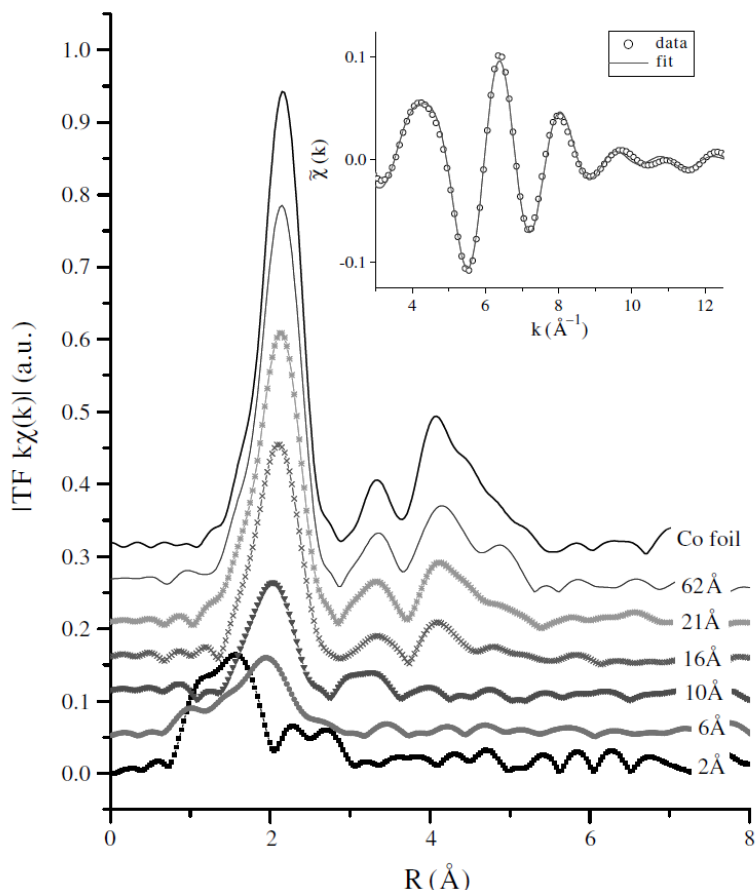 1.0
0.9
0.8
0.7
0.6
0.5
0.4
0.3
0.2
0.1
0.0
|TF kχ(k)| (a.u.)
0
2
4
6
8
R (Å)
0.1
0.0
-0.1
χ̃(k)
4
6
8
10
12
k (Å⁻¹)
data
fit
Co foil
62Å
21Å
16Å
10Å
6Å
2Å